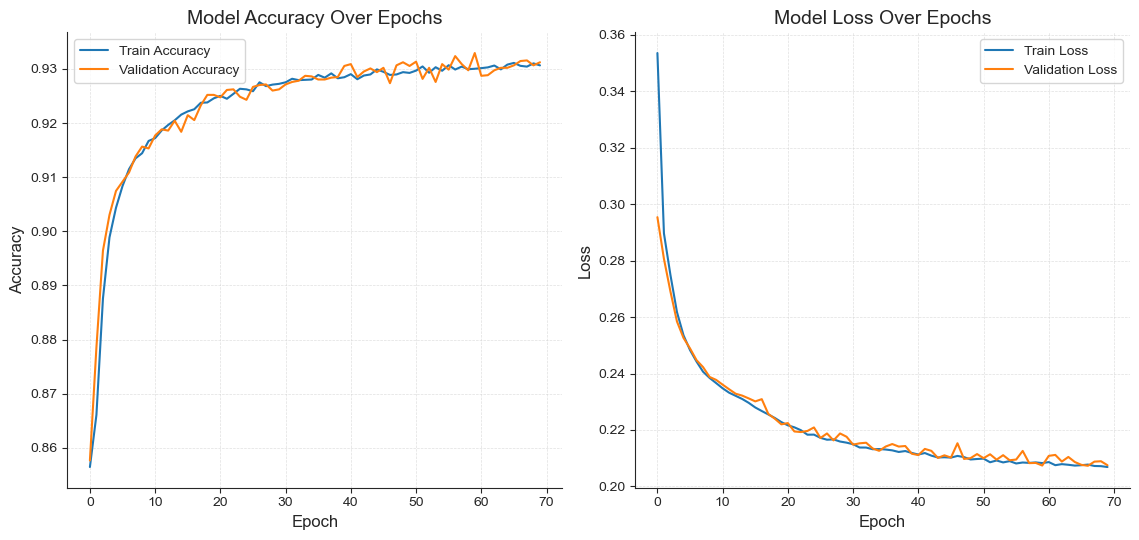 Model Accuracy Over Epochs
Train Accuracy
Validation Accuracy
0.93
0.92
0.91
0.90
0.89
0.88
0.87
0.86
Accuracy
0 10 20 30 40 50 60 70
Epoch
Model Loss Over Epochs
Train Loss
Validation Loss
0.36
0.34
0.32
0.30
0.28
0.26
0.24
0.22
0.20
Loss
0 10 20 30 40 50 60 70
Epoch